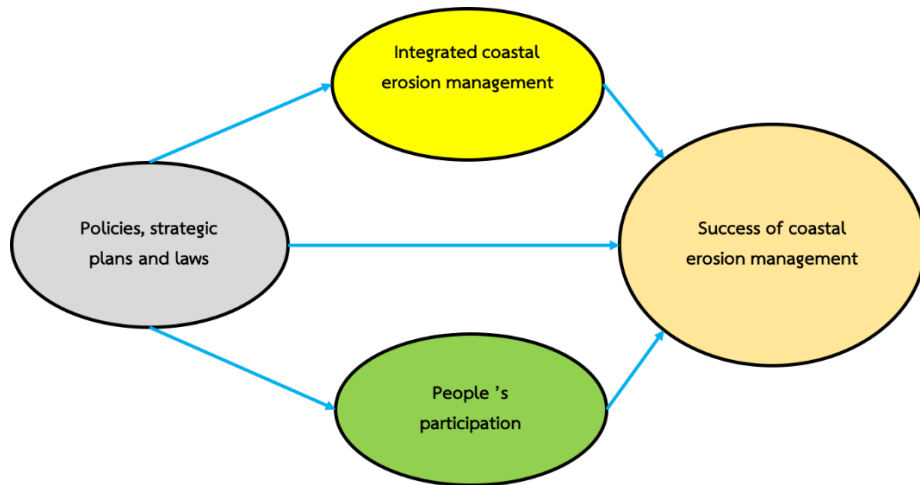 Integrated coastal
erosion management
Policies, strategic
plans and laws
Success of coastal
erosion management
People ’s
participation